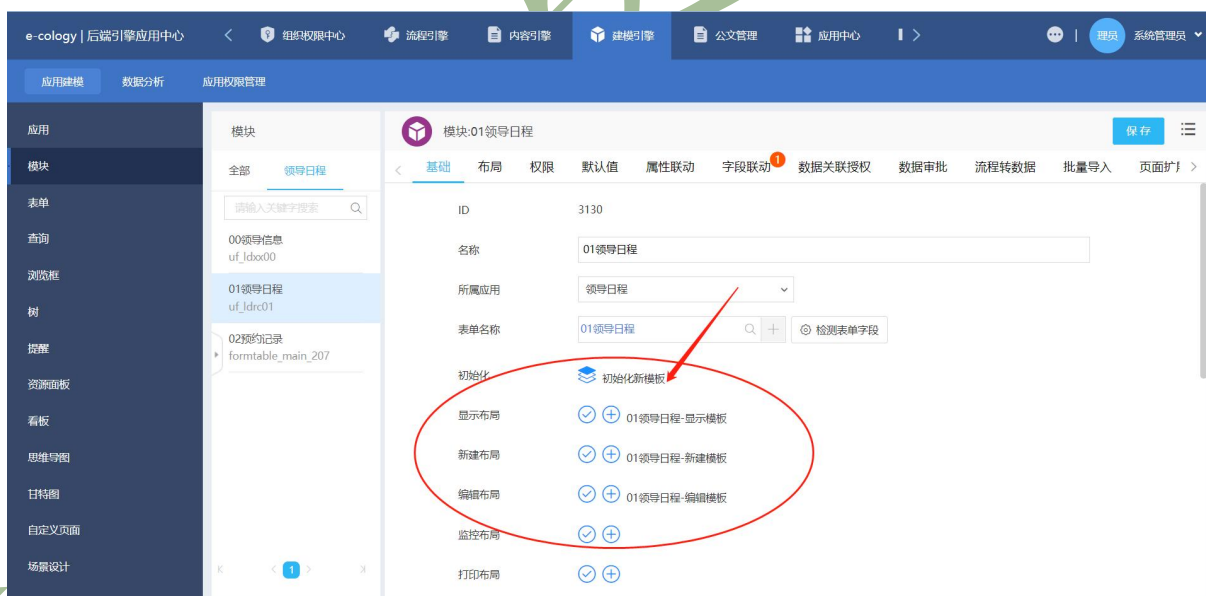 e-cology | 后端引擎应用中心 组织权限中心 流程引擎 内容引擎 建模引擎 公文管理 应用中心 理员 系统管理员
应用建模 数据分析 应用权限管理
应用
模块
表单
查询
浏览框
树
提醒
资源面板
看板
思维导图
甘特图
自定义页面
场景设计
模块
全部 领导日程
请输入关键字搜索
00领导信息
uf_ldxx00
01领导日程
uf_ldrc01
02预约记录
formtable_main_207
1
模块:01领导日程 保存
基础 布局 权限 默认值 属性联动 字段联动 1 数据关联授权 数据审批 流程转数据 批量导入 页面扩
ID 3130
名称 01领导日程
所属应用 领导日程
表单名称 01领导日程 检测表单字段
初始化 初始化新模板
显示布局 01领导日程-显示模板
新建布局 01领导日程-新建模板
编辑布局 01领导日程-编辑模板
监控布局
打印布局